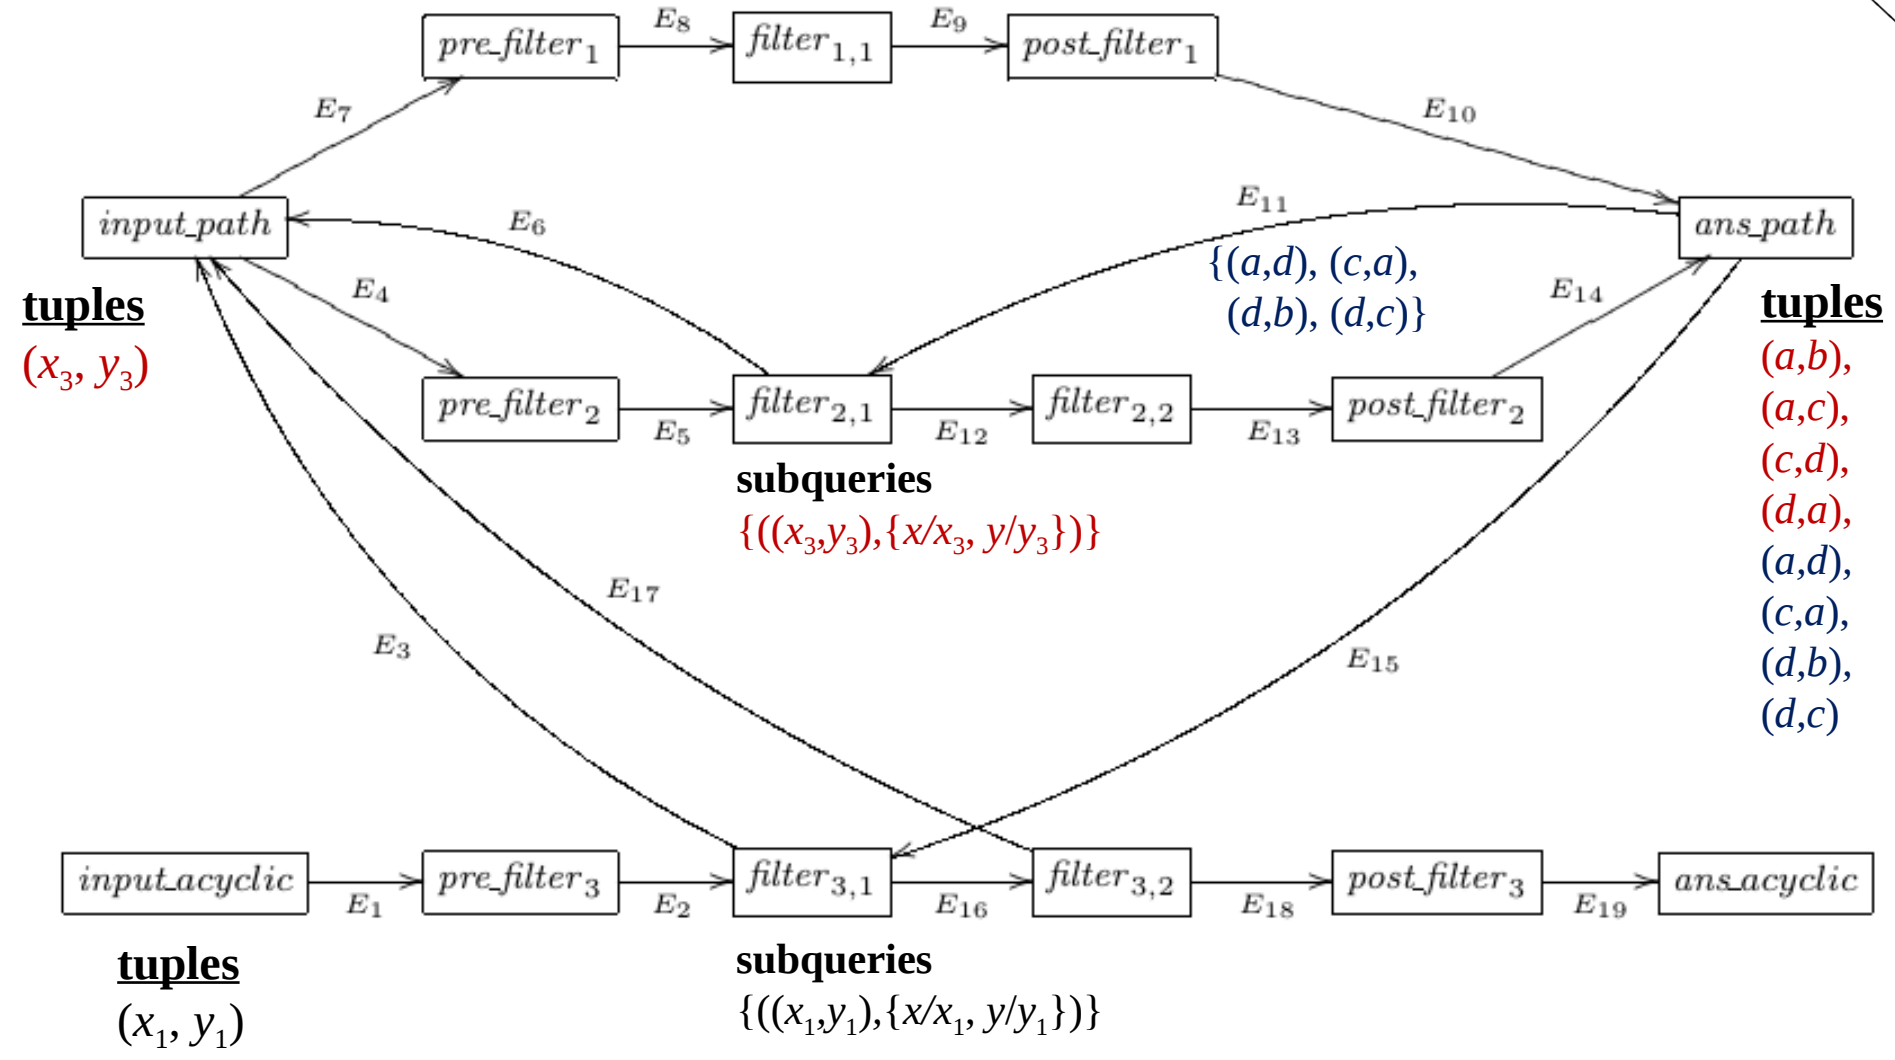 E₈ E₉
pre_filter₁ filter₁,₁ post_filter₁
E₇ E₁₀
E₁₁
input_path E₆ ans_path
{(a,d), (c,a),
(d,b), (d,c)}
E₄ E₁₄
tuples
(x₃, y₃)
tuples
(a,b),
(a,c),
(c,d),
(d,a),
(a,d),
(c,a),
(d,b),
(d,c)
pre_filter₂ filter₂,₁ filter₂,₂ post_filter₂
E₅ E₁₂ E₁₃
subqueries
{((x₃,y₃),{x/x₃, y/y₃})}
E₁₇
E₃ E₁₅
input_acyclic pre_filter₃ filter₃,₁ filter₃,₂ post_filter₃ ans_acyclic
E₁ E₂ E₁₆ E₁₈ E₁₉
tuples
(x₁, y₁)
subqueries
{((x₁,y₁),{x/x₁, y/y₁})}